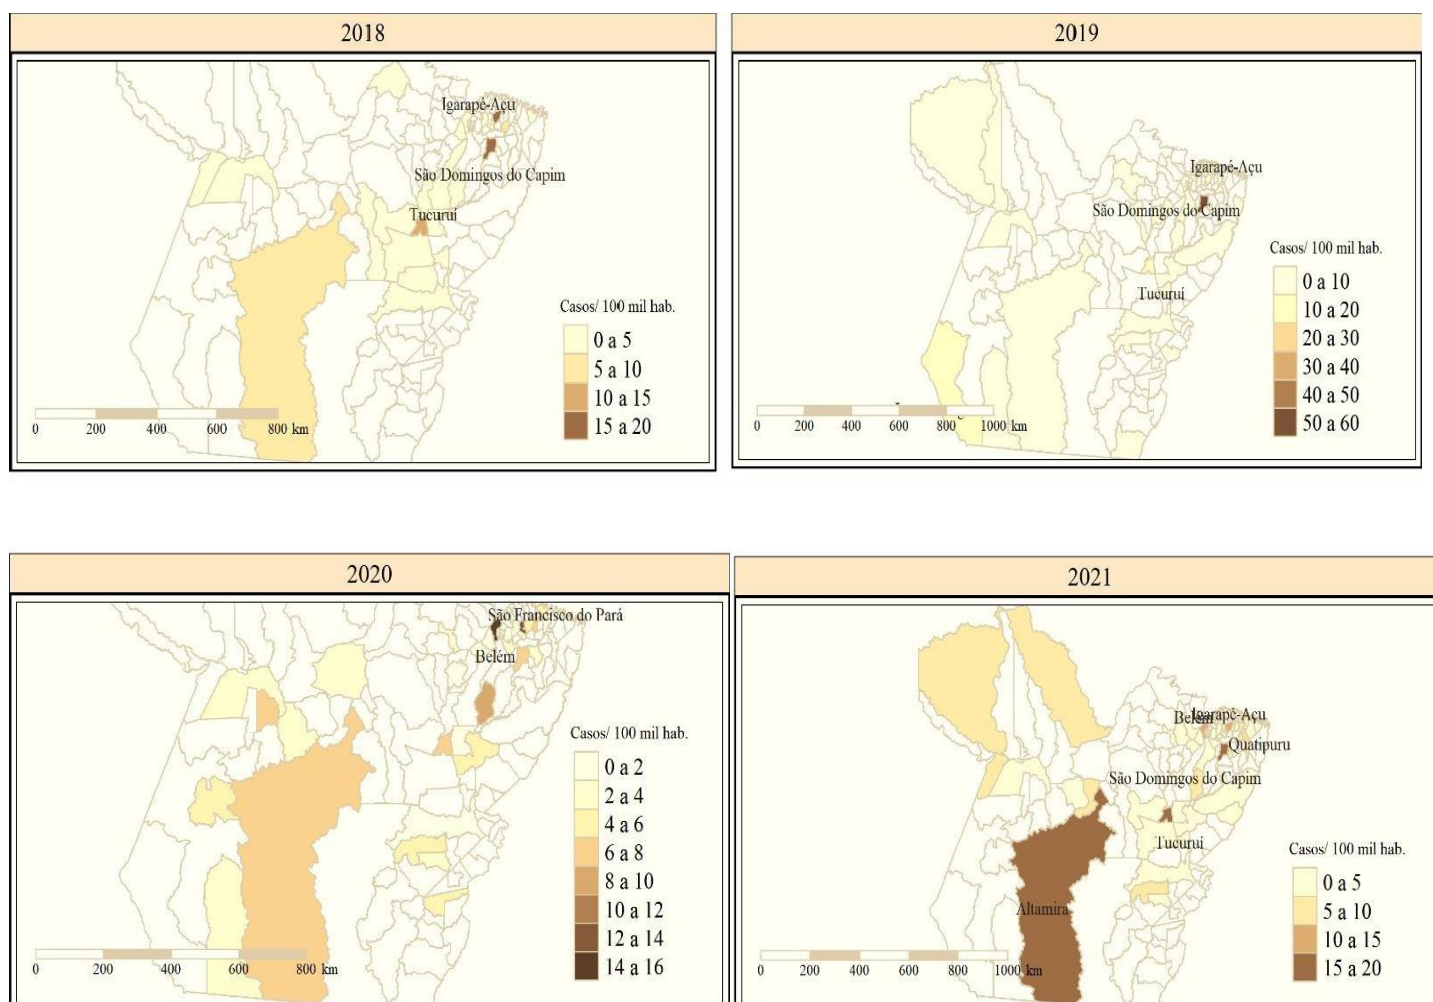 2018
Igarapé-Açu
São Domingos do Capim
Tucuruí
Casos/ 100 mil hab.
0 a 5
5 a 10
10 a 15
15 a 20
0 200 400 600 800 km
2019
Igarapé-Açu
São Domingos do Capim
Tucuruí
Casos/ 100 mil hab.
0 a 10
10 a 20
20 a 30
30 a 40
40 a 50
50 a 60
0 200 400 600 800 1000 km
2020
São Francisco do Pará
Belém
Casos/ 100 mil hab.
0 a 2
2 a 4
4 a 6
6 a 8
8 a 10
10 a 12
12 a 14
14 a 16
0 200 400 600 800 km
2021
Belém Igarapé-Açu
Quatipuru
São Domingos do Capim
Tucuruí
Altamira
Casos/ 100 mil hab.
0 a 5
5 a 10
10 a 15
15 a 20
0 200 400 600 800 1000 km